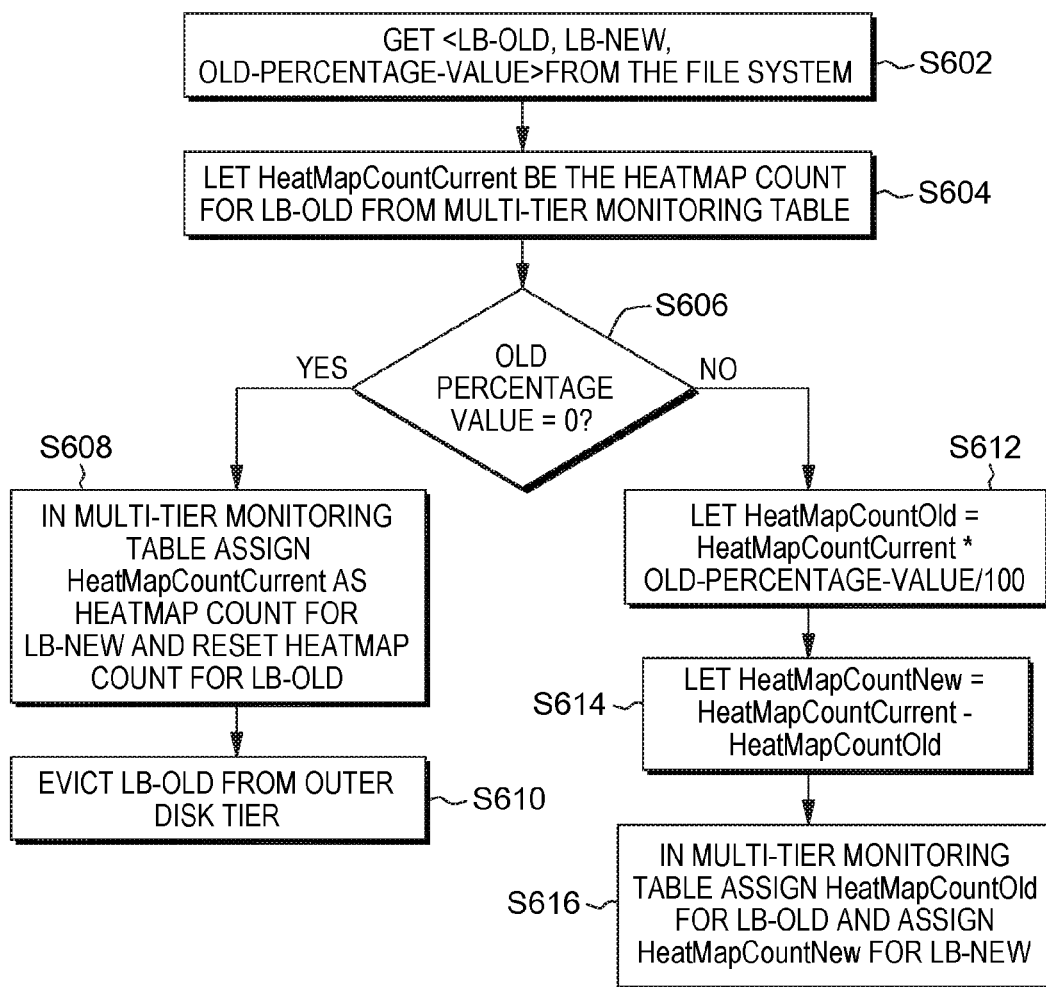 GET <LB-OLD, LB-NEW,
OLD-PERCENTAGE-VALUE>FROM THE FILE SYSTEM
S602
LET HeatMapCountCurrent BE THE HEATMAP COUNT
FOR LB-OLD FROM MULTI-TIER MONITORING TABLE
S604
S606
OLD
PERCENTAGE
VALUE = 0?
YES
NO
S608
IN MULTI-TIER MONITORING
TABLE ASSIGN
HeatMapCountCurrent AS
HEATMAP COUNT FOR
LB-NEW AND RESET HEATMAP
COUNT FOR LB-OLD
EVICT LB-OLD FROM OUTER
DISK TIER
S610
S612
LET HeatMapCountOld =
HeatMapCountCurrent *
OLD-PERCENTAGE-VALUE/100
LET HeatMapCountNew =
HeatMapCountCurrent -
HeatMapCountOld
S614
IN MULTI-TIER MONITORING
TABLE ASSIGN HeatMapCountOld
FOR LB-OLD AND ASSIGN
HeatMapCountNew FOR LB-NEW
S616